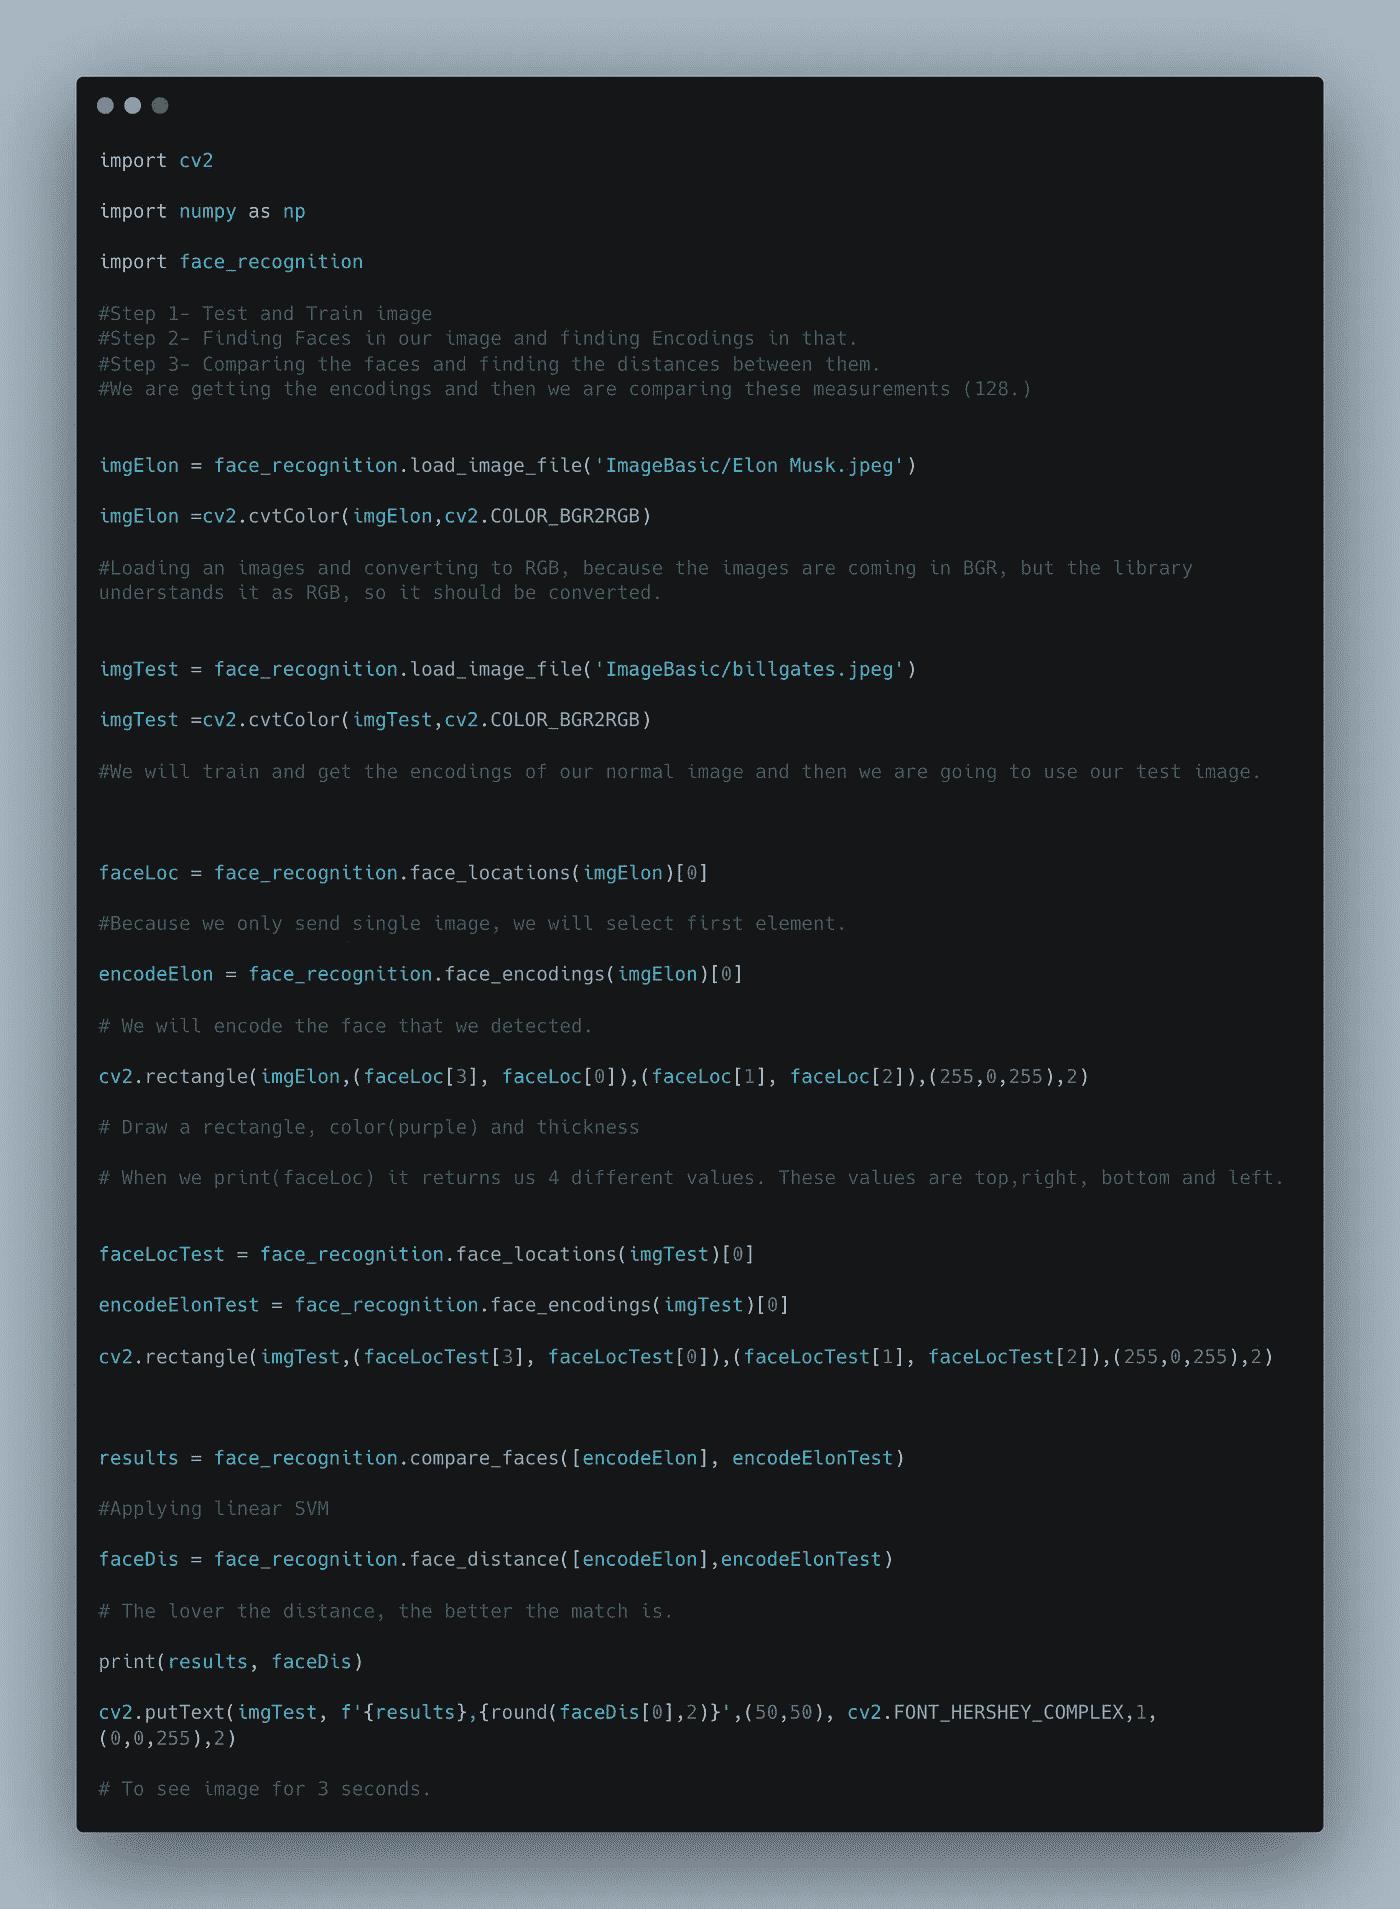 import cv2
import numpy as np
import face_recognition
#Step 1- Test and Train image
#Step 2- Finding Faces in our image and finding Encodings in that.
#Step 3- Comparing the faces and finding the distances between them.
#We are getting the encodings and then we are comparing these measurements (128.)
imgElon = face_recognition.load_image_file('ImageBasic/Elon Musk.jpeg')
imgElon =cv2.cvtColor(imgElon,cv2.COLOR_BGR2RGB)
#Loading an images and converting to RGB, because the images are coming in BGR, but the library
understands it as RGB, so it should be converted.
imgTest = face_recognition.load_image_file('ImageBasic/billgates.jpeg')
imgTest =cv2.cvtColor(imgTest,cv2.COLOR_BGR2RGB)
#We will train and get the encodings of our normal image and then we are going to use our test image.
faceLoc = face_recognition.face_locations(imgElon)[0]
#Because we only send single image, we will select first element.
encodeElon = face_recognition.face_encodings(imgElon)[0]
# We will encode the face that we detected.
cv2.rectangle(imgElon,(faceLoc[3], faceLoc[0]),(faceLoc[1], faceLoc[2]),(255,0,255),2)
# Draw a rectangle, color(purple) and thickness
# When we print(faceLoc) it returns us 4 different values. These values are top,right, bottom and left.
faceLocTest = face_recognition.face_locations(imgTest)[0]
encodeElonTest = face_recognition.face_encodings(imgTest)[0]
cv2.rectangle(imgTest,(faceLocTest[3], faceLocTest[0]),(faceLocTest[1], faceLocTest[2]),(255,0,255),2)
results = face_recognition.compare_faces([encodeElon], encodeElonTest)
#Applying linear SVM
faceDis = face_recognition.face_distance([encodeElon],encodeElonTest)
# The lover the distance, the better the match is.
print(results, faceDis)
cv2.putText(imgTest, f'{results},{round(faceDis[0],2)}',(50,50), cv2.FONT_HERSHEY_COMPLEX,1,
(0,0,255),2)
# To see image for 3 seconds.